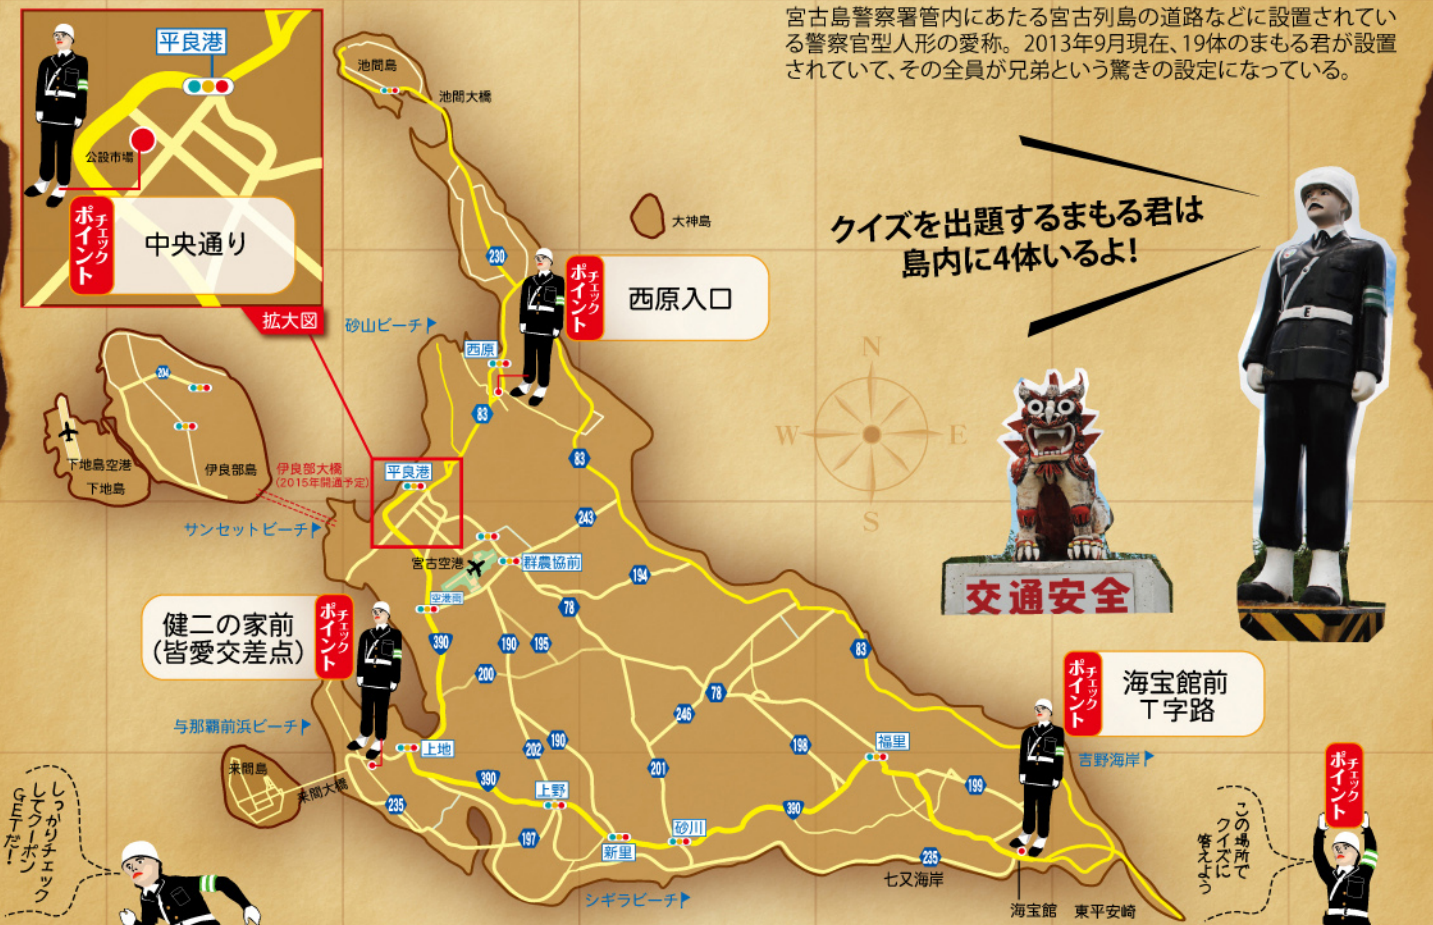 宮古島警察署管内にあたる宮古列島の道路などに設置されてい
る警察官型人形の愛称。2013年9月現在、19体のまもる君が設置
されていて、その全員が兄弟という驚きの設定になっている。
クイズを出題するまもる君は
島内に4体いるよ!
平良港
公設市場
チェック
ポイント
中央通り
拡大図
池間島
池間大橋
大神島
230
チェック
ポイント
西原入口
砂山ビーチ
西原
83
83
204
下地島空港
下地島
伊良部島
伊良部大橋
(2015年開通予定)
サンセットビーチ
平良港
243
宮古空港
群農協前
194
空港南
78
N
W
E
S
交通安全
健二の家前
(皆愛交差点)
チェック
ポイント
390
190
195
200
83
78
246
与那覇前浜ビーチ
上地
202
190
198
福里
201
199
チェック
ポイント
海宝館前
T字路
吉野海岸
来間島
来間大橋
235
390
上野
390
197
新里
砂川
235
七又海岸
シギラビーチ
海宝館
東平安崎
しっかりチェック
してクーポン
GETだ!
チェック
ポイント
この場所で
クイズに
答えよう
E